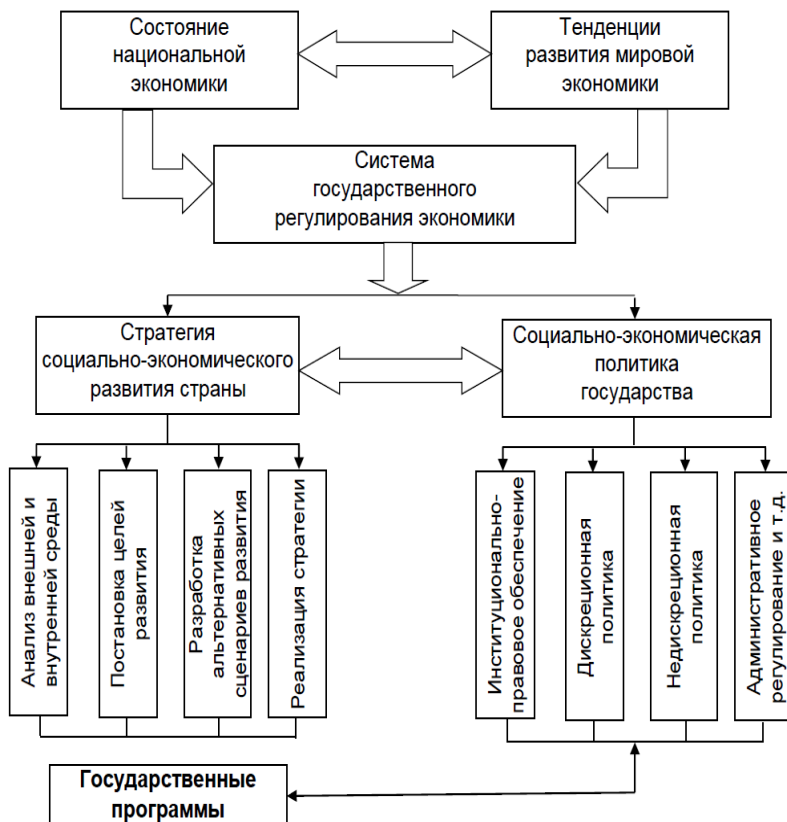 Состояние
национальной
экономики
Тенденции
развития мировой
экономики
Система
государственного
регулирования экономики
Стратегия
социально-экономического
развития страны
Социально-экономическая
политика
государства
Анализ внешней и
внутренней среды
Постановка целей
развития
Разработка
альтернативных
сценариев развития
Реализация стратегии
Институционально-
правовое обеспечение
Дискреционная
политика
Недискреционная
политика
Административное
регулирование и т.д.
Государственные
программы